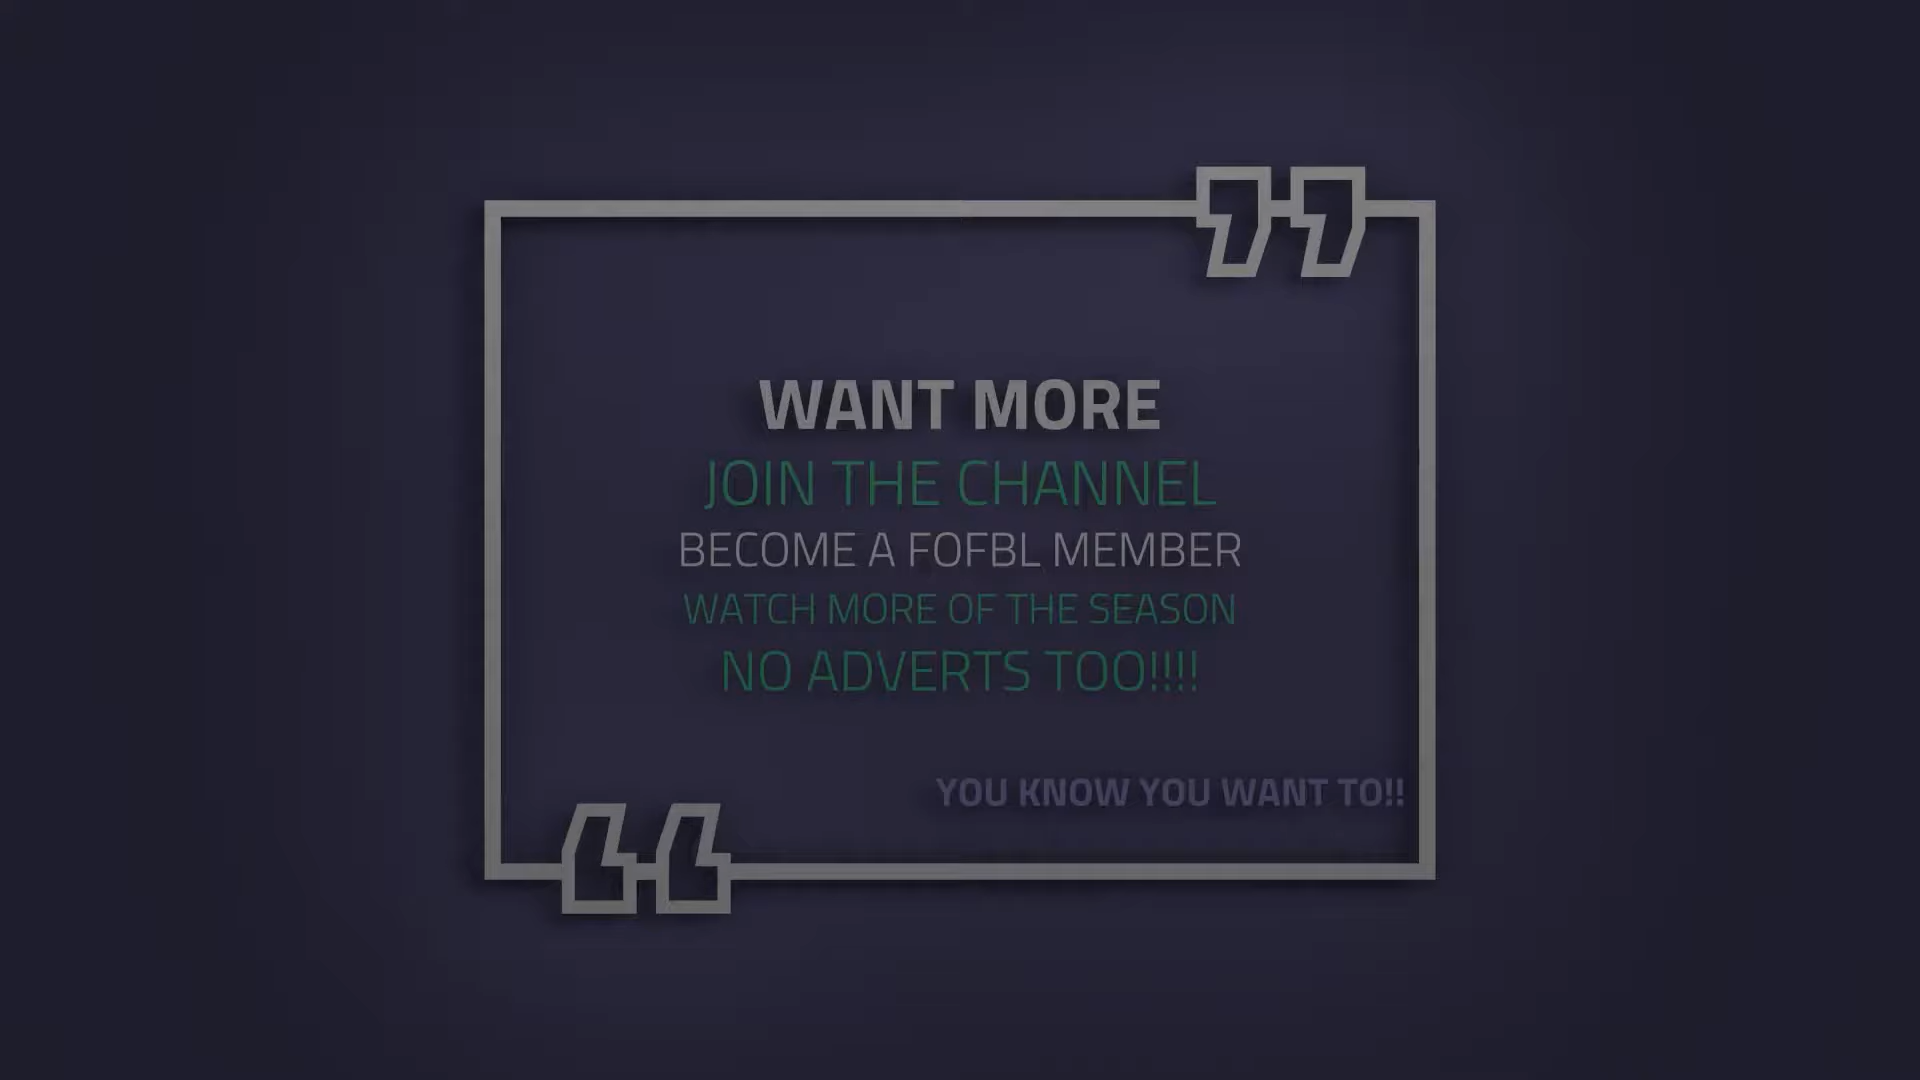 WANT MORE
JOIN THE CHANNEL
BECOME A FOFBL MEMBER
WATCH MORE OF THE SEASON
NO ADVERTS TOO!!!!
YOU KNOW YOU WANT TO!!